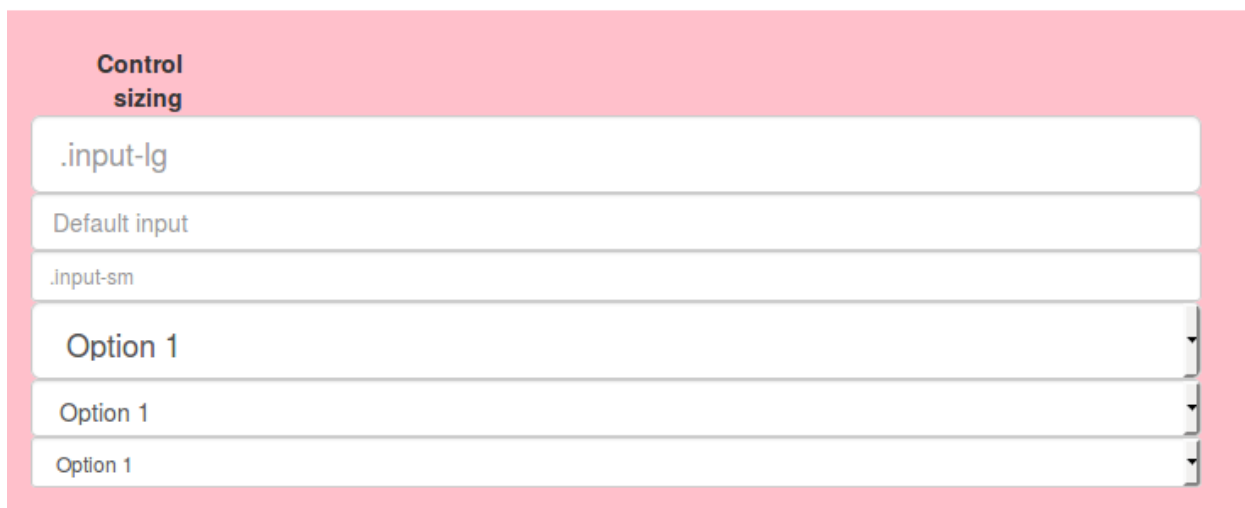 Control
sizing
.input-lg
Default input
.input-sm
Option 1
Option 1
Option 1